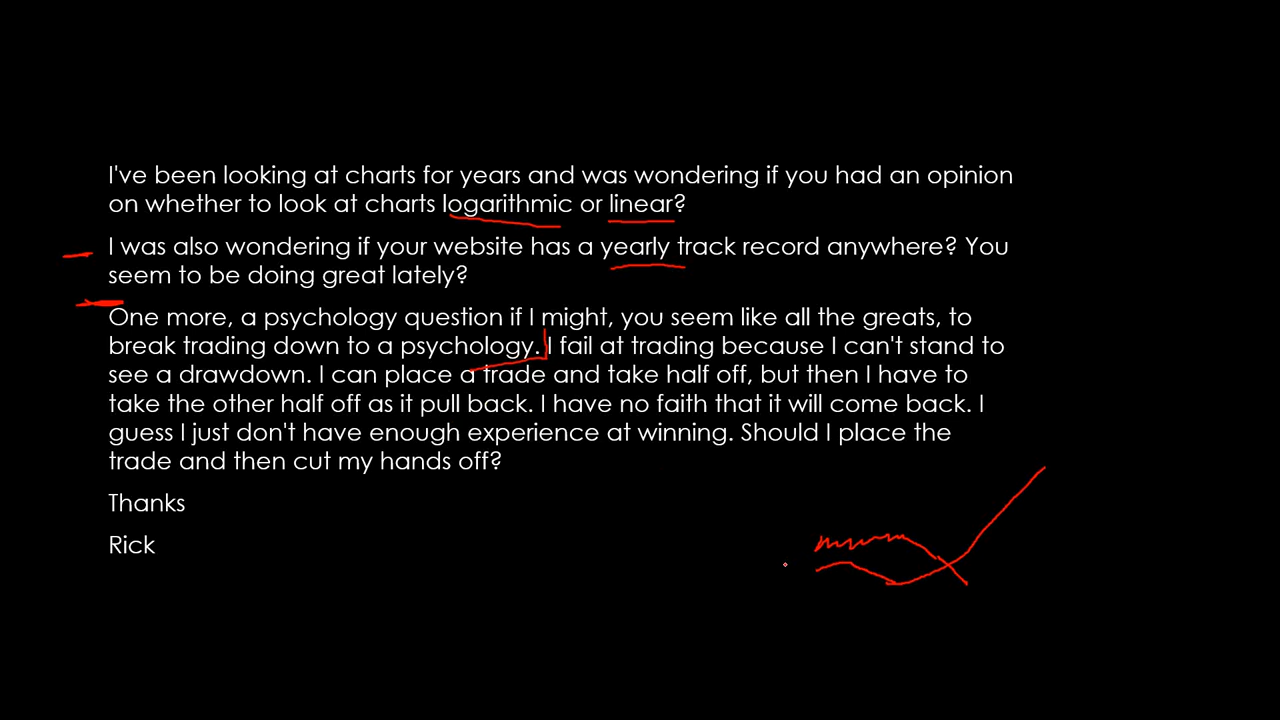 I've been looking at charts for years and was wondering if you had an opinion
on whether to look at charts logarithmic or linear?
I was also wondering if your website has a yearly track record anywhere? You
seem to be doing great lately?
One more, a psychology question if I might, you seem like all the greats, to
break trading down to a psychology. I fail at trading because I can't stand to
see a drawdown. I can place a trade and take half off, but then I have to
take the other half off as it pull back. I have no faith that it will come back. I
guess I just don't have enough experience at winning. Should I place the
trade and then cut my hands off?
Thanks
Rick